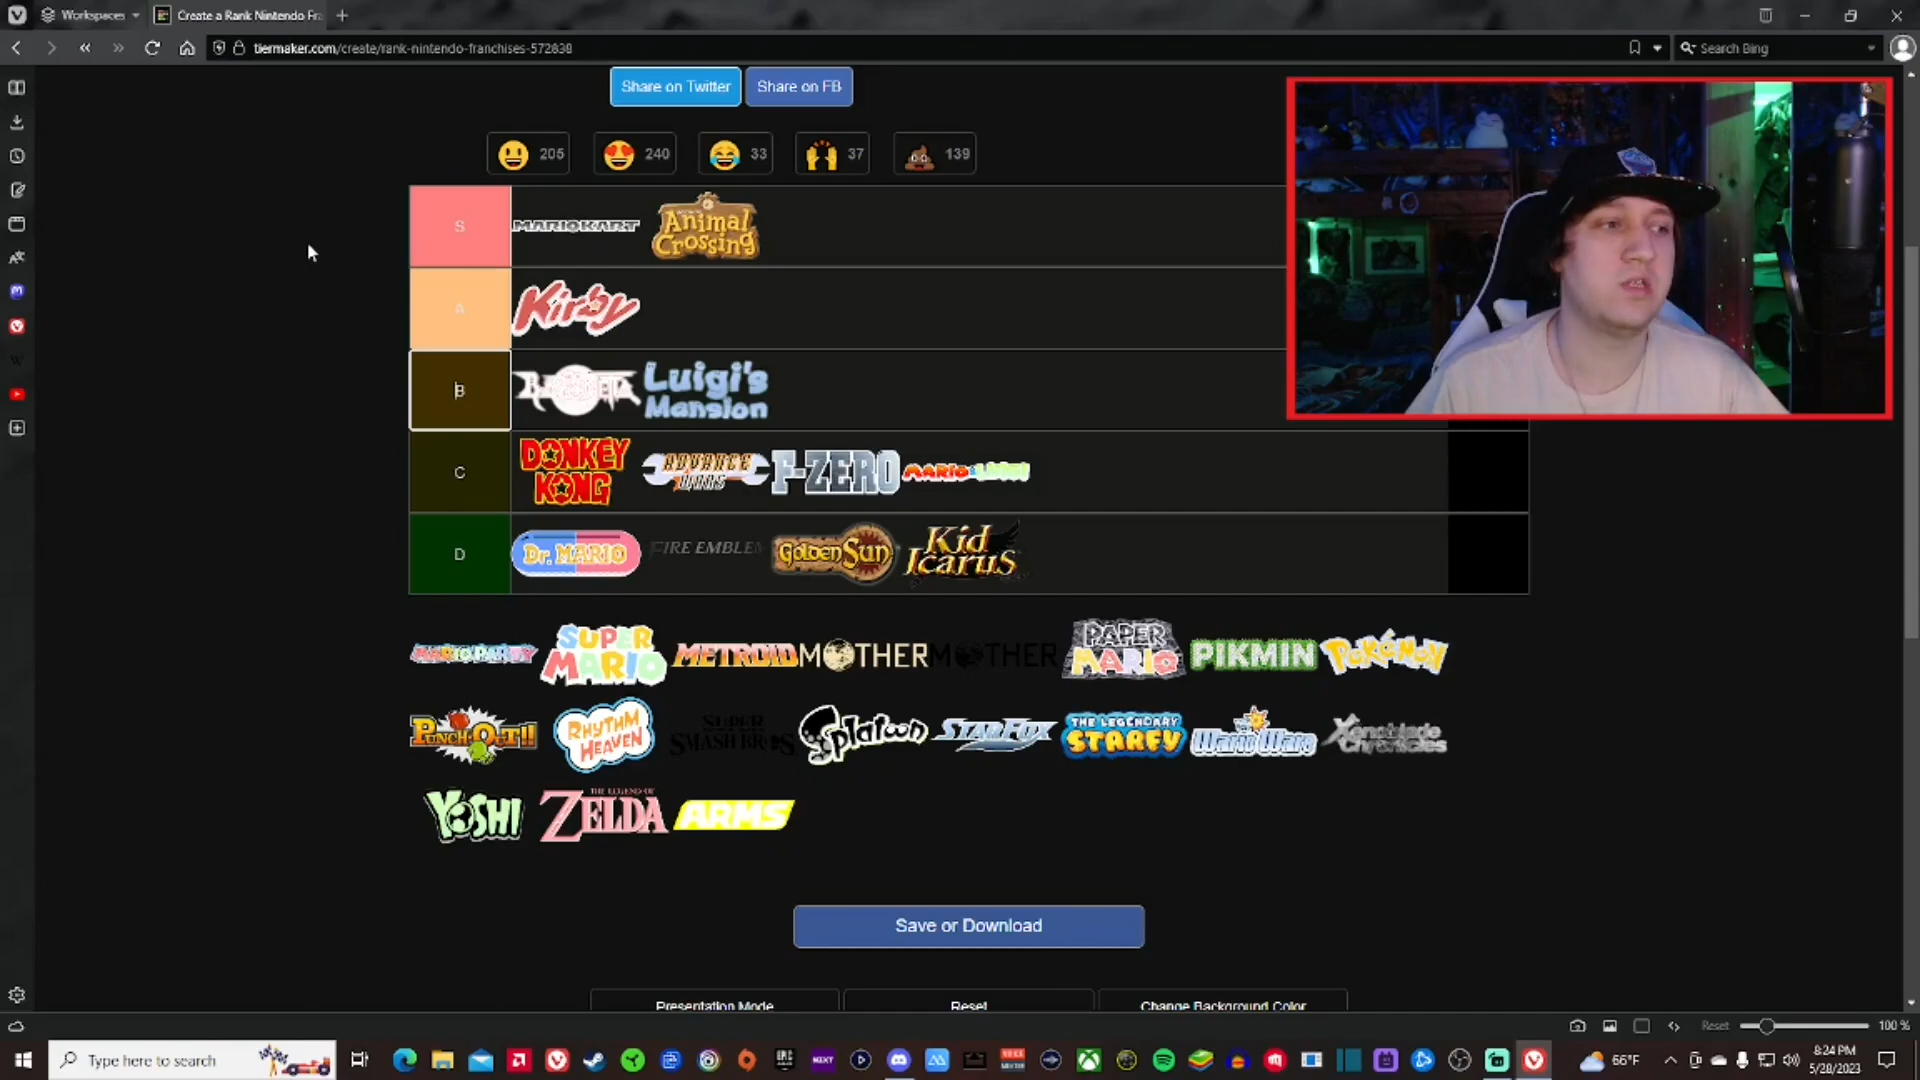 Workspaces
Create a Rank Nintendo Fra
tiermaker.com/create/rank-nintendo-franchises-572838
Search Bing
Share on Twitter
Share on FB
205
240
33
37
139
S
MARIOKART
Animal Crossing
A
Kirby
B
BAYONETTA
Luigi's Mansion
C
DONKEY KONG
ADVANCE WARS
F-ZERO
MARIO & LUIGI
D
Dr. MARIO
FIRE EMBLEM
GOLDEN SUN
Kid Icarus
MARIO PARTY
SUPER MARIO
METROID
MOTHER
MOTHER
PAPER MARIO
PIKMIN
POKéMON
PUNCH-OUT!!
RHYTHM HEAVEN
SUPER SMASH BROS
Splatoon
STARFOX
THE LEGENDARY STARFY
WarioWare
Xenoblade Chronicles
YOSHI
THE LEGEND OF ZELDA
ARMS
Save or Download
Presentation Mode
Reset
Change Background Color
Reset
100 %
Type here to search
NEXT
66°F
8:24 PM
5/28/2023